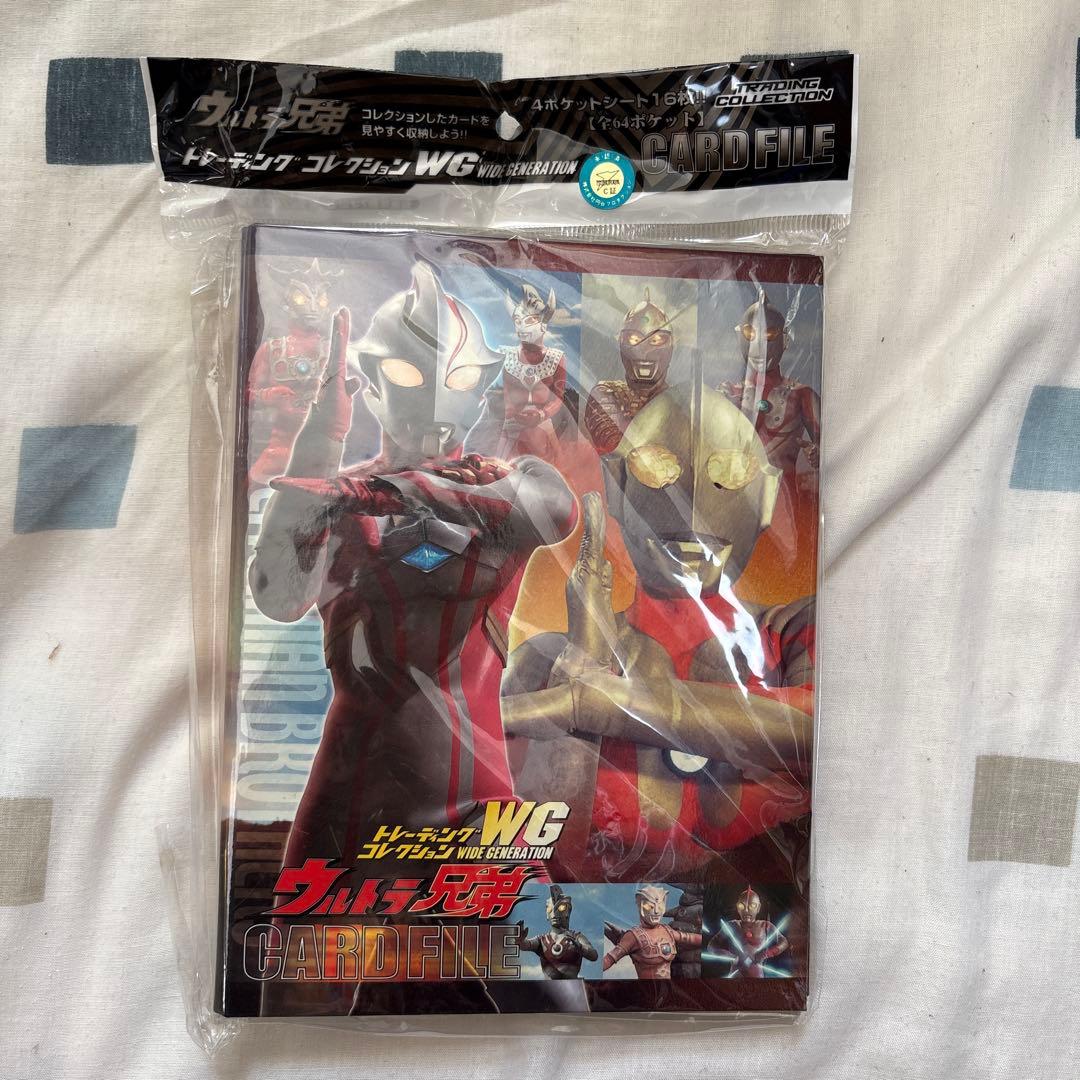 ウルトラ兄弟
コレクションしたカードを
見やすく収納しよう!!
トレーディング コレクション WG WIDE GENERATION
4ポケットシート16枚!!
【全64ポケット】
TRADING
COLLECTION
CARD FILE
ULTRAMAN BROTHERS
トレーディング
コレクション WG
WIDE GENERATION
ウルトラ兄弟
CARD FILE